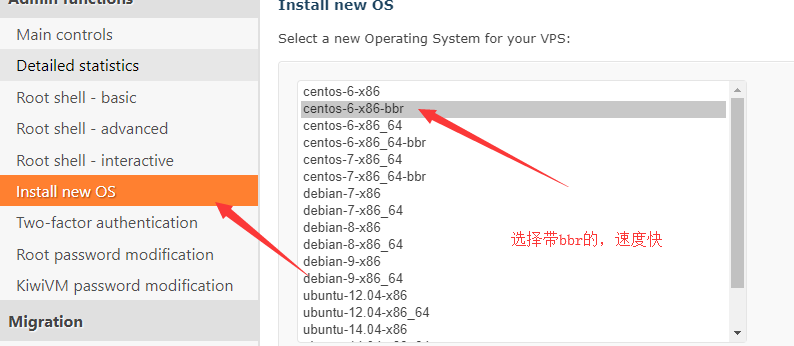 Admin functions
Main controls
Detailed statistics
Root shell - basic
Root shell - advanced
Root shell - interactive
Install new OS
Two-factor authentication
Root password modification
KiwiVM password modification
Migration
Install new OS
Select a new Operating System for your VPS:
centos-6-x86
centos-6-x86-bbr
centos-6-x86_64
centos-6-x86_64-bbr
centos-7-x86_64
centos-7-x86_64-bbr
debian-7-x86
debian-7-x86_64
debian-8-x86
debian-8-x86_64
debian-9-x86
debian-9-x86_64
ubuntu-12.04-x86
ubuntu-12.04-x86_64
ubuntu-14.04-x86
选择带bbr的，速度快